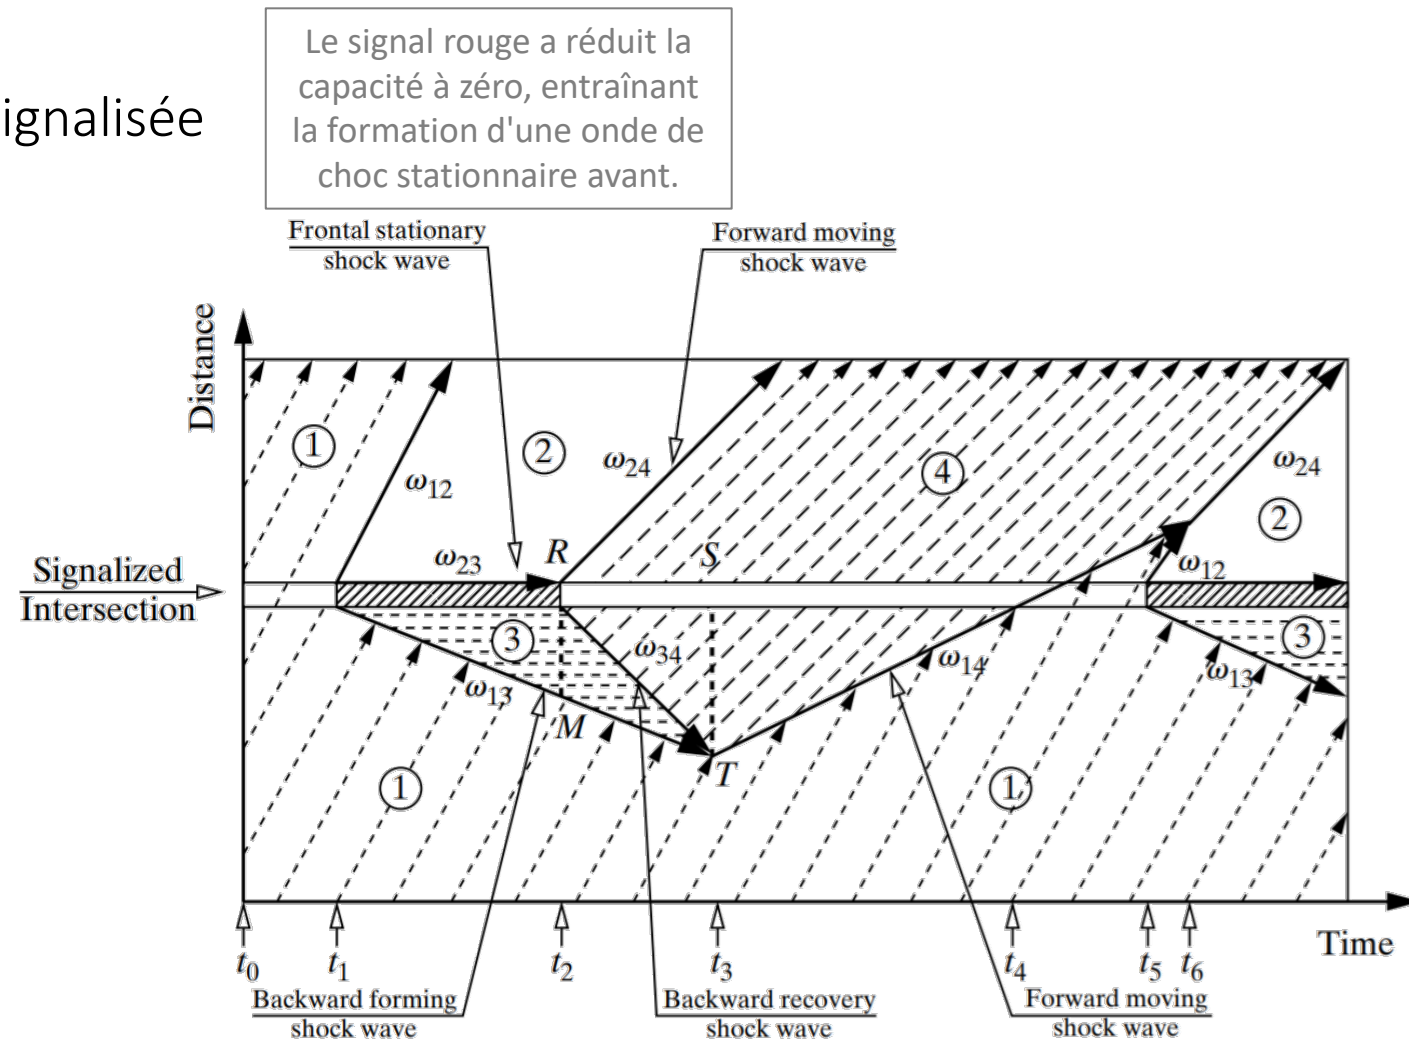 Le signal rouge a réduit la
capacité à zéro, entraînant
la formation d'une onde de
choc stationnaire avant.
ignalisée
Frontal stationary
shock wave
Forward moving
shock wave
Distance
1
2
4
ω12
ω24
ω24
2
ω23
R
S
ω12
Signalized
Intersection
3
ω34
ω14
3
ω13
ω13
M
T
1
1
t0
t1
t2
t3
t4
t5
t6
Time
Backward forming
shock wave
Backward recovery
shock wave
Forward moving
shock wave